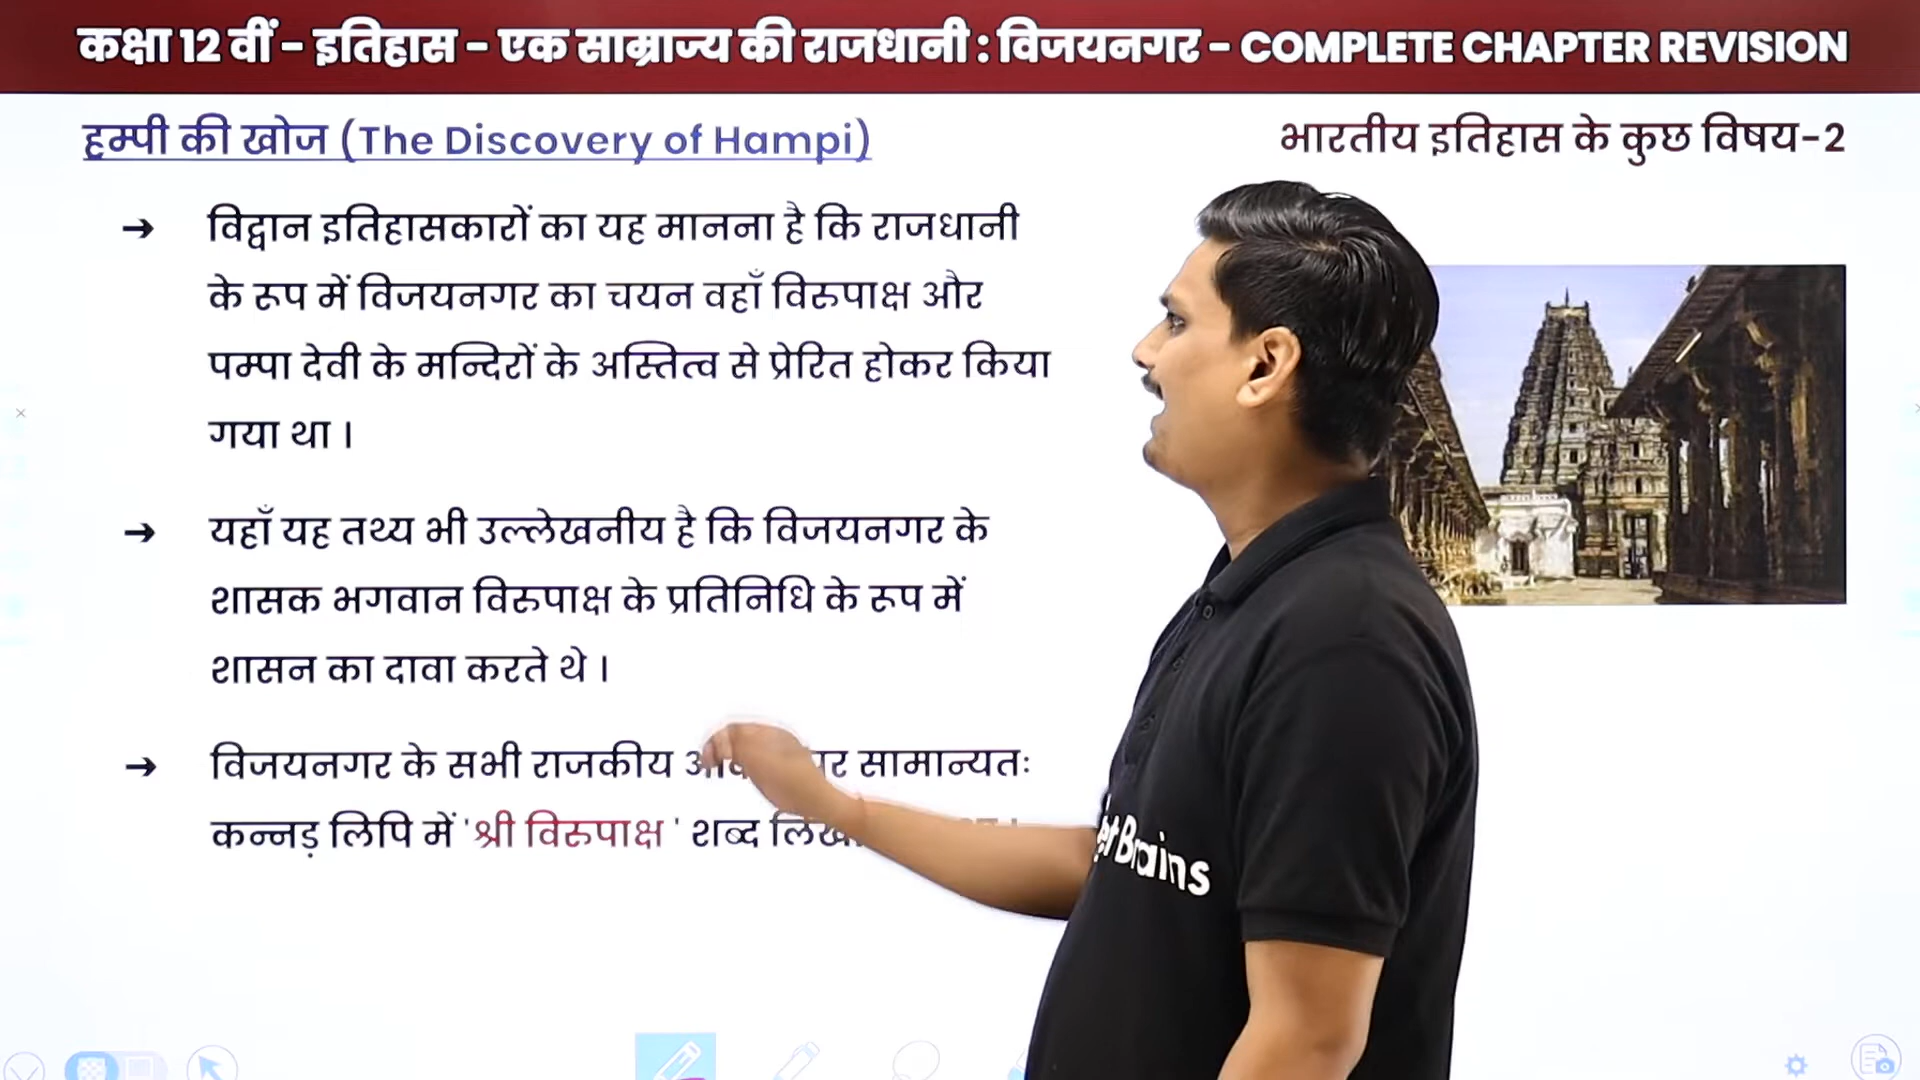 कक्षा 12 वीं - इतिहास - एक साम्राज्य की राजधानी : विजयनगर - COMPLETE CHAPTER REVISION
हम्पी की खोज (The Discovery of Hampi)
भारतीय इतिहास के कुछ विषय-2
→ विद्वान इतिहासकारों का यह मानना है कि राजधानी
के रूप में विजयनगर का चयन वहाँ विरुपाक्ष और
पम्पा देवी के मन्दिरों के अस्तित्व से प्रेरित होकर किया
गया था ।
→ यहाँ यह तथ्य भी उल्लेखनीय है कि विजयनगर के
शासक भगवान विरुपाक्ष के प्रतिनिधि के रूप में
शासन का दावा करते थे ।
→ विजयनगर के सभी राजकीय पर सामान्यतः
कन्नड़ लिपि में 'श्री विरुपाक्ष ' शब्द
Brains